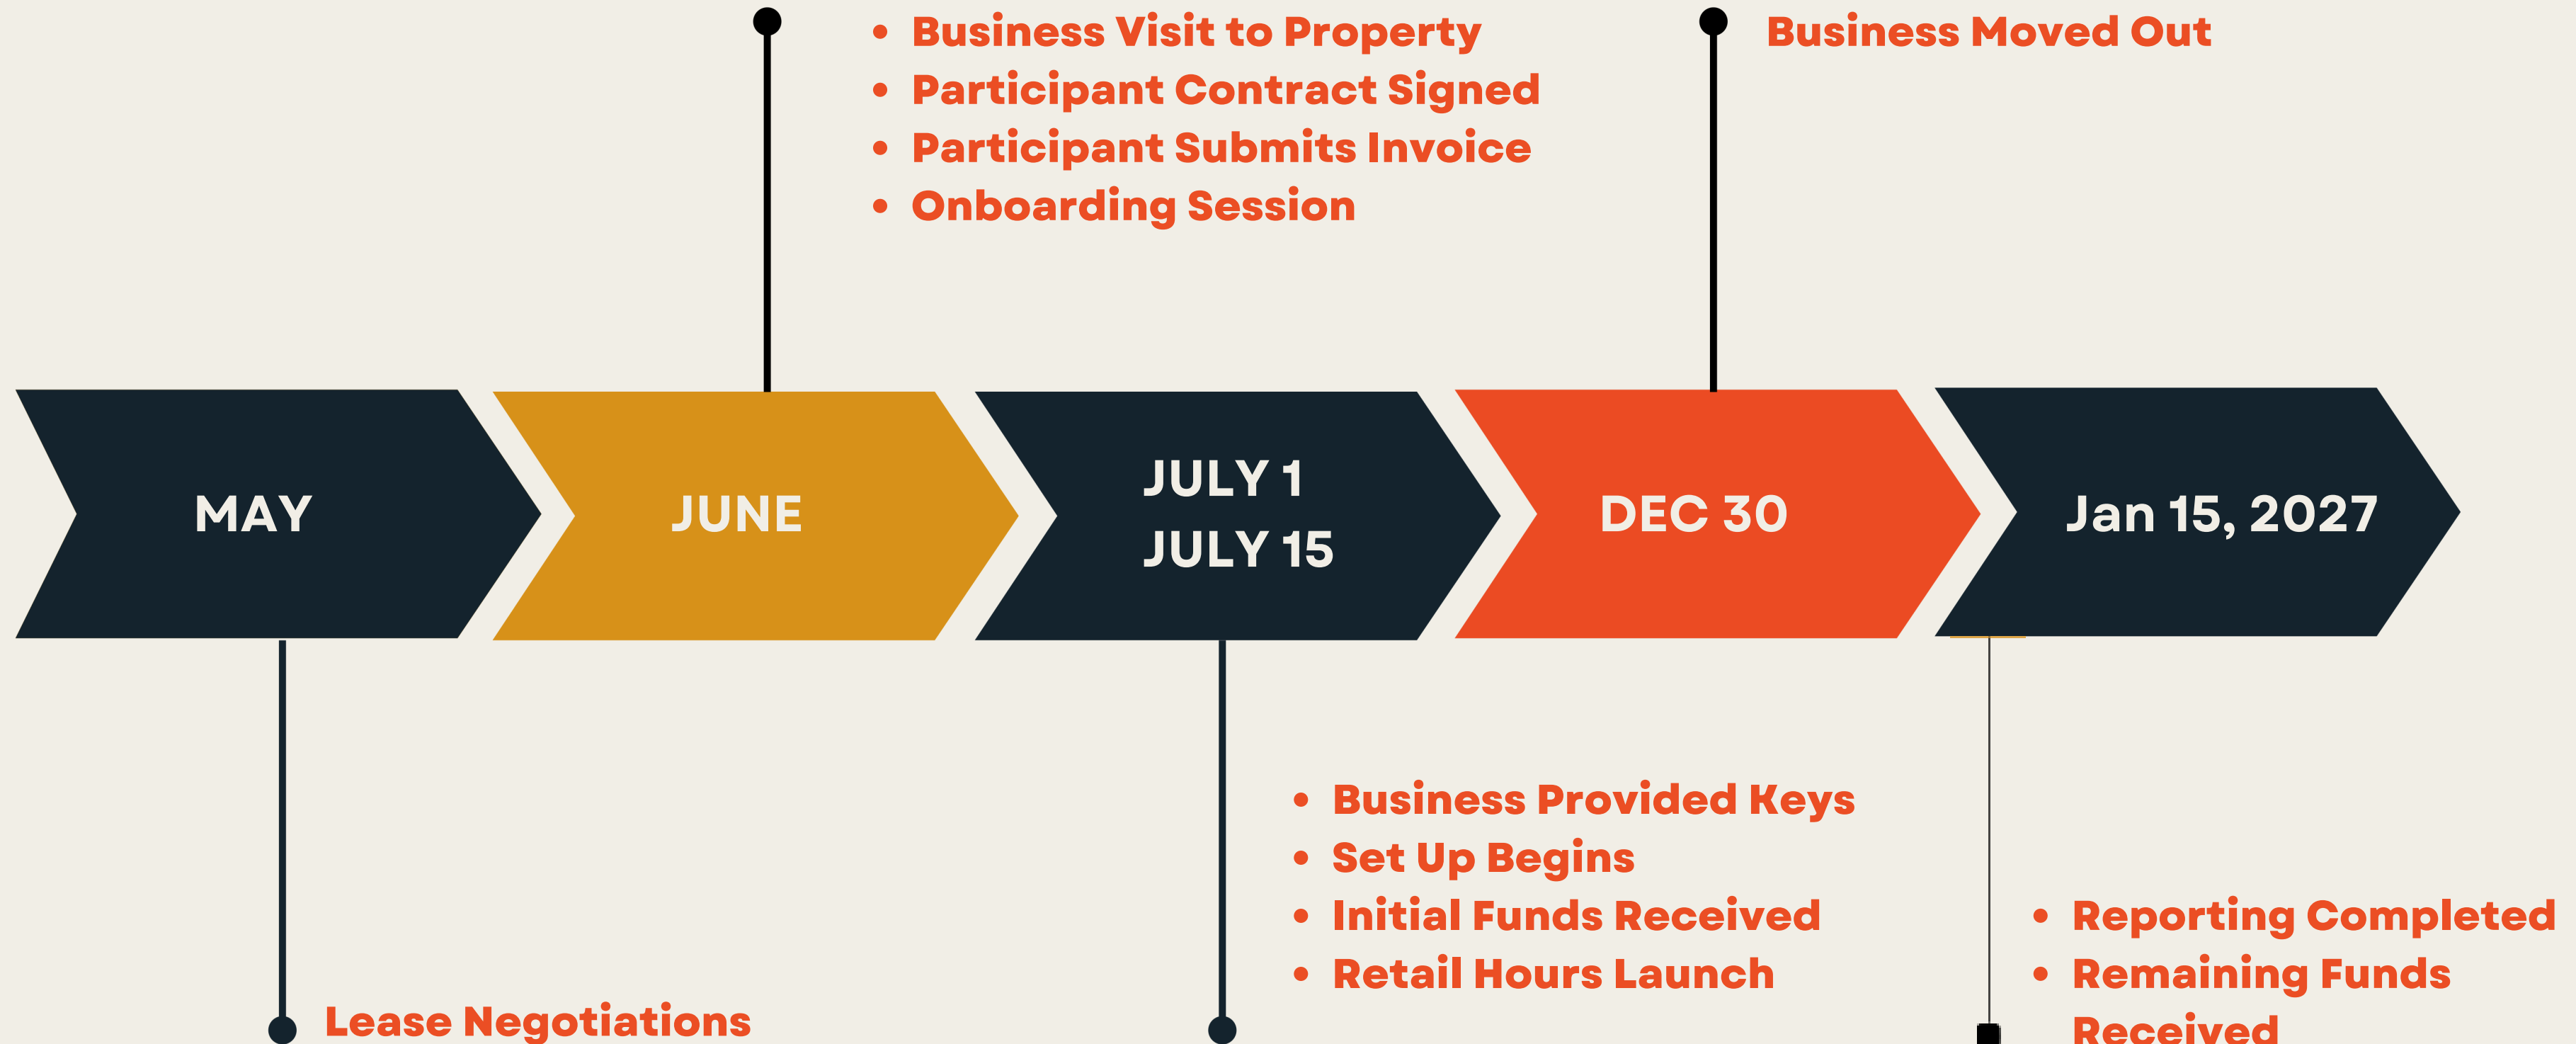 • Business Visit to Property
• Participant Contract Signed
• Participant Submits Invoice
• Onboarding Session
Business Moved Out
MAY
JUNE
JULY 1
JULY 15
DEC 30
Jan 15, 2027
Lease Negotiations
• Business Provided Keys
• Set Up Begins
• Initial Funds Received
• Retail Hours Launch
• Reporting Completed
• Remaining Funds
Received